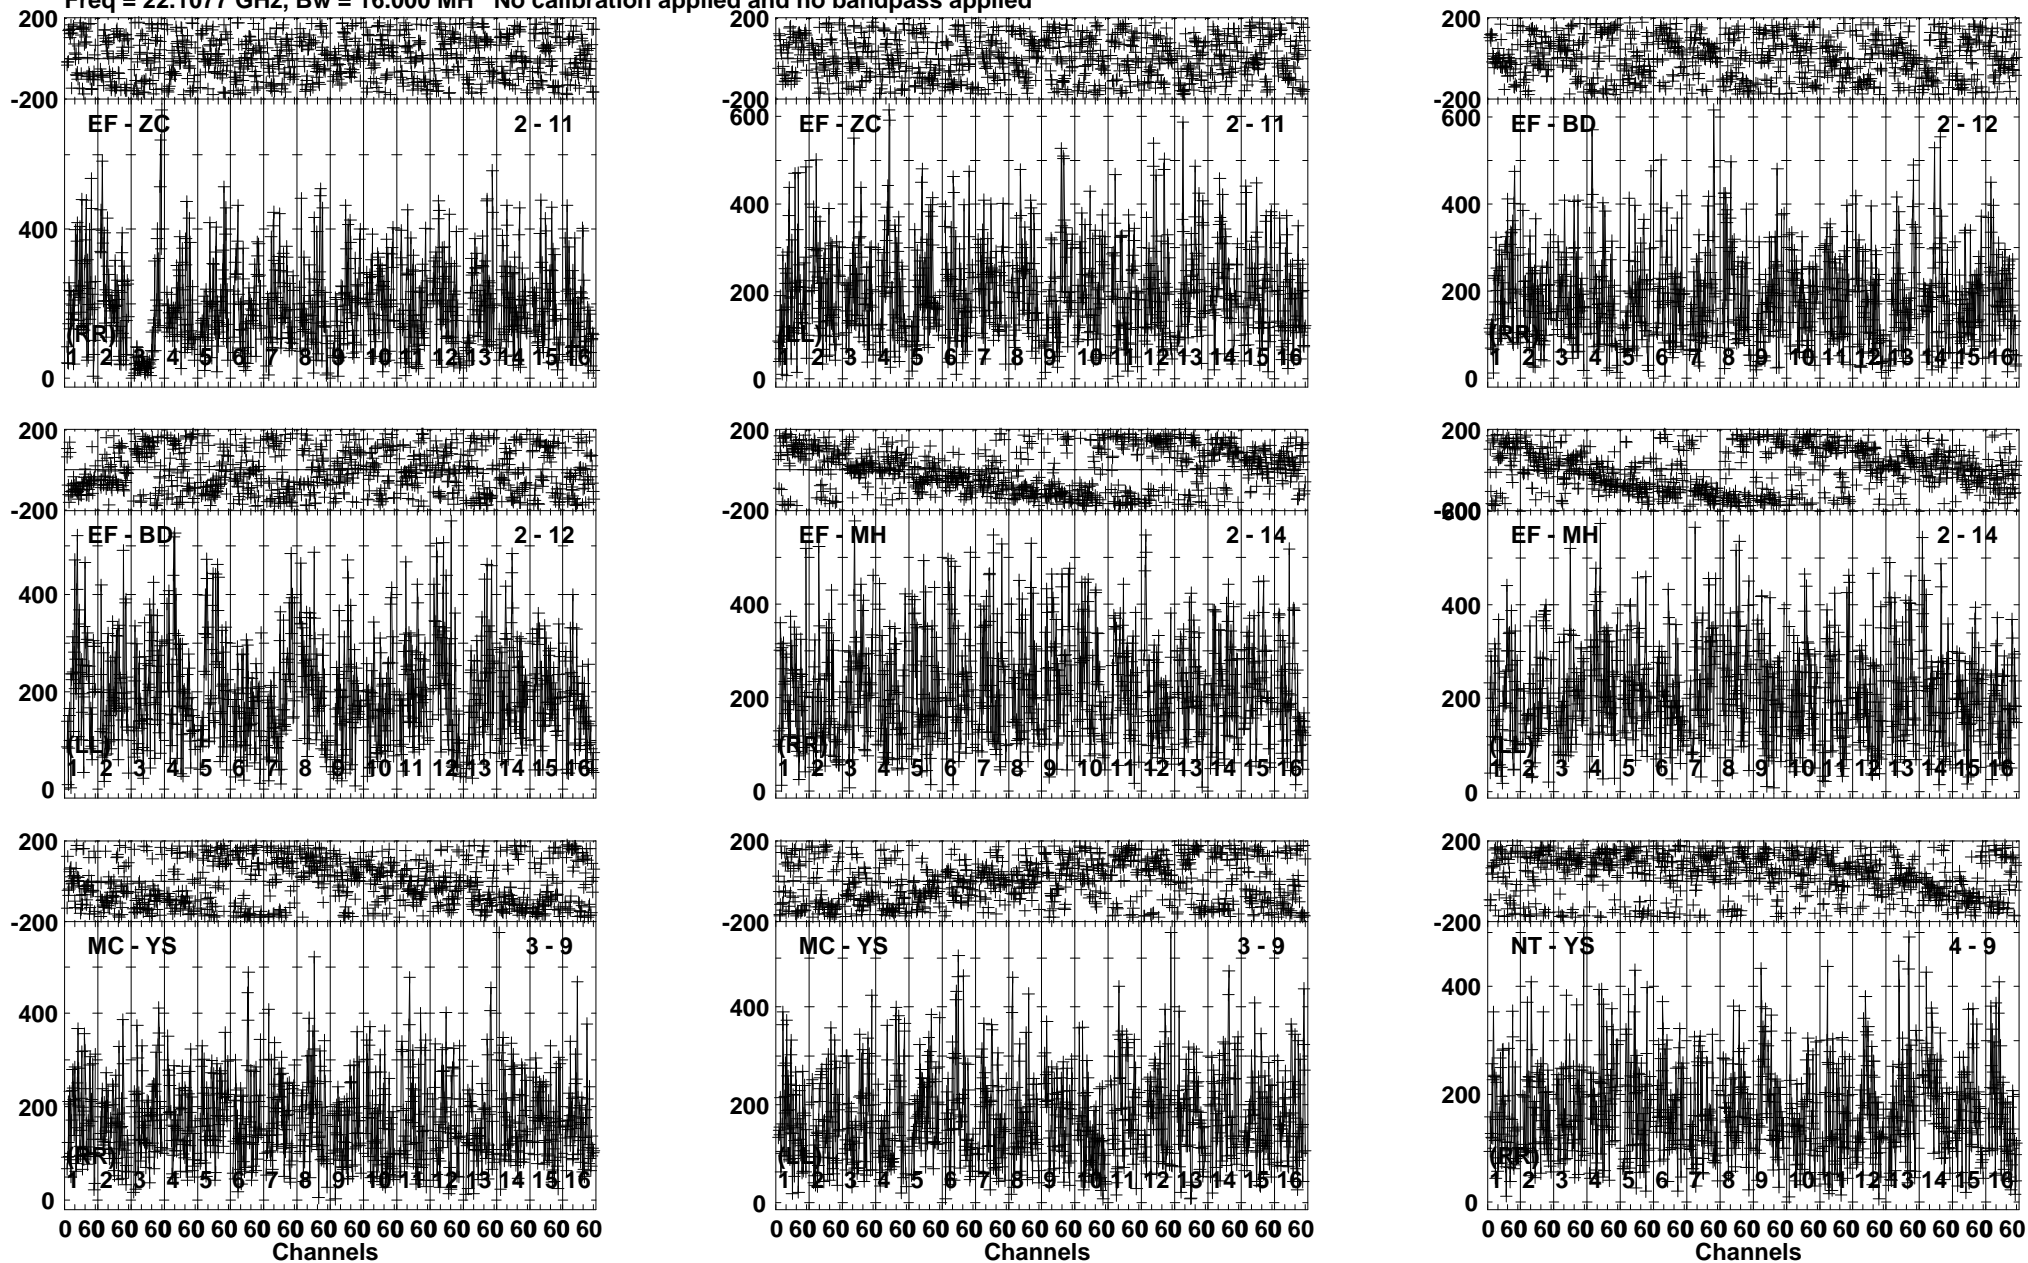 Freq = 22.1077 GHz, Bw = 16.000 MH No calibration applied and no bandpass applied
200 200 200
-200 -200 -200
EF - ZC 2 - 11 600 EF - ZC 2 - 11 600 EF - BD 2 - 12
400 400 400
200 200
(RR) (LL) (RR)
1 2 3 4 5 6 7 8 9 10 11 12 13 14 15 16 1 2 3 4 5 6 7 8 9 10 11 12 13 14 15 16 1 2 3 4 5 6 7 8 9 10 11 12 13 14 15 16
0 0 0
200 200 200
-200 -200 -200
600
EF - BD 2 - 12 EF - MH 2 - 14 EF - MH 2 - 14
400 400 400
200 200 200
(LL) (RR) (LL)
1 2 3 4 5 6 7 8 9 10 11 12 13 14 15 16 1 2 3 4 5 6 7 8 9 10 11 12 13 14 15 16 1 2 3 4 5 6 7 8 9 10 11 12 13 14 15 16
0 0 0
200 200 200
-200 -200 -200
MC - YS 3 - 9 MC - YS 3 - 9 NT - YS 4 - 9
400 400 400
200 200 200
(RR) (LL) (RR)
1 2 3 4 5 6 7 8 9 10 11 12 13 14 15 16 1 2 3 4 5 6 7 8 9 10 11 12 13 14 15 16 1 2 3 4 5 6 7 8 9 10 11 12 13 14 15 16
0 0 0
0 60 60 60 60 60 60 60 60 60 60 60 60 60 60 60 60 0 60 60 60 60 60 60 60 60 60 60 60 60 60 60 60 60 0 60 60 60 60 60 60 60 60 60 60 60 60 60 60 60 60
Channels Channels Channels